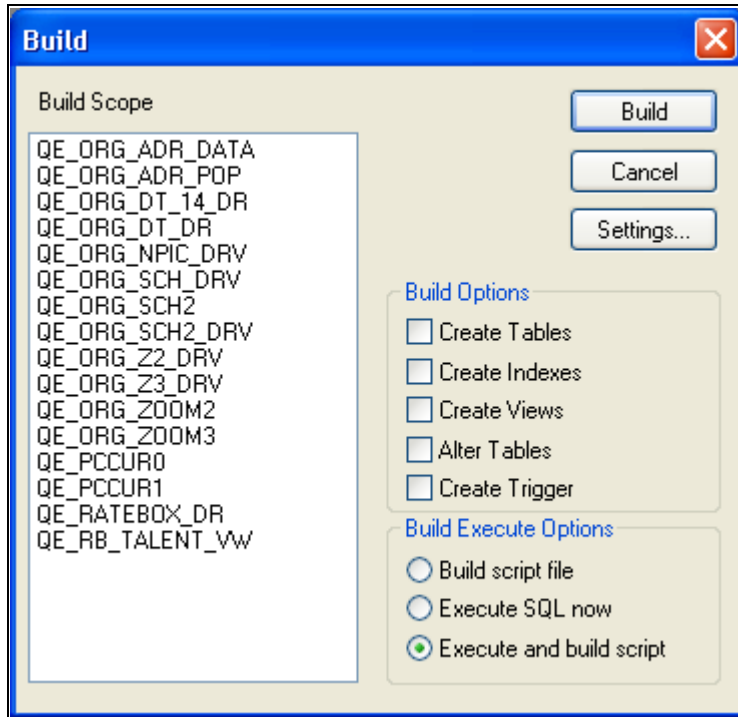 Build
Build Scope
QE_ORG_ADR_DATA
QE_ORG_ADR_POP
QE_ORG_DT_14_DR
QE_ORG_DT_DR
QE_ORG_NPIC_DRV
QE_ORG_SCH_DRV
QE_ORG_SCH2
QE_ORG_SCH2_DRV
QE_ORG_Z2_DRV
QE_ORG_Z3_DRV
QE_ORG_ZOOM2
QE_ORG_ZOOM3
QE_PCCUR0
QE_PCCUR1
QE_RATEBOX_DR
QE_RB_TALENT_VW
Build
Cancel
Settings...
Build Options
Create Tables
Create Indexes
Create Views
Alter Tables
Create Trigger
Build Execute Options
Build script file
Execute SQL now
Execute and build script